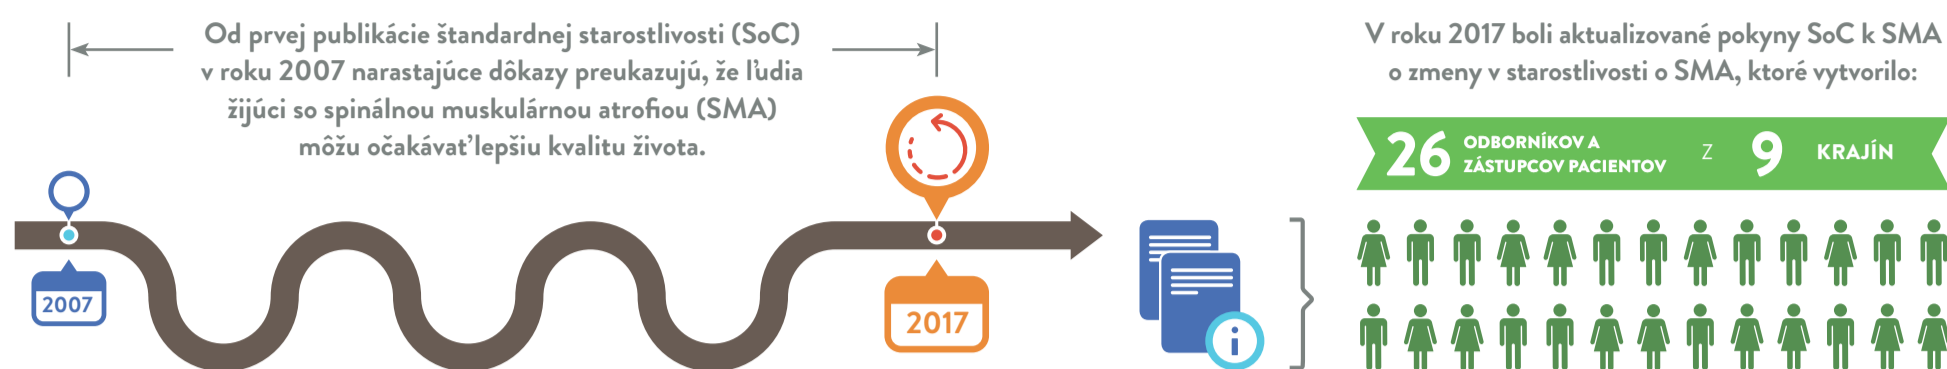 Od prvej publikácie štandardnej starostlivosti (SoC)
v roku 2007 narastajúce dôkazy preukazujú, že ľudia
žijúci so spinálnou muskulárnou atrofiou (SMA)
môžu očakávať lepšiu kvalitu života.
2007
2017
V roku 2017 boli aktualizované pokyny SoC k SMA
o zmeny v starostlivosti o SMA, ktoré vytvorilo:
26 ODBORNÍKOV A
ZÁSTUPCOV PACIENTOV
Z 9 KRAJÍN
i